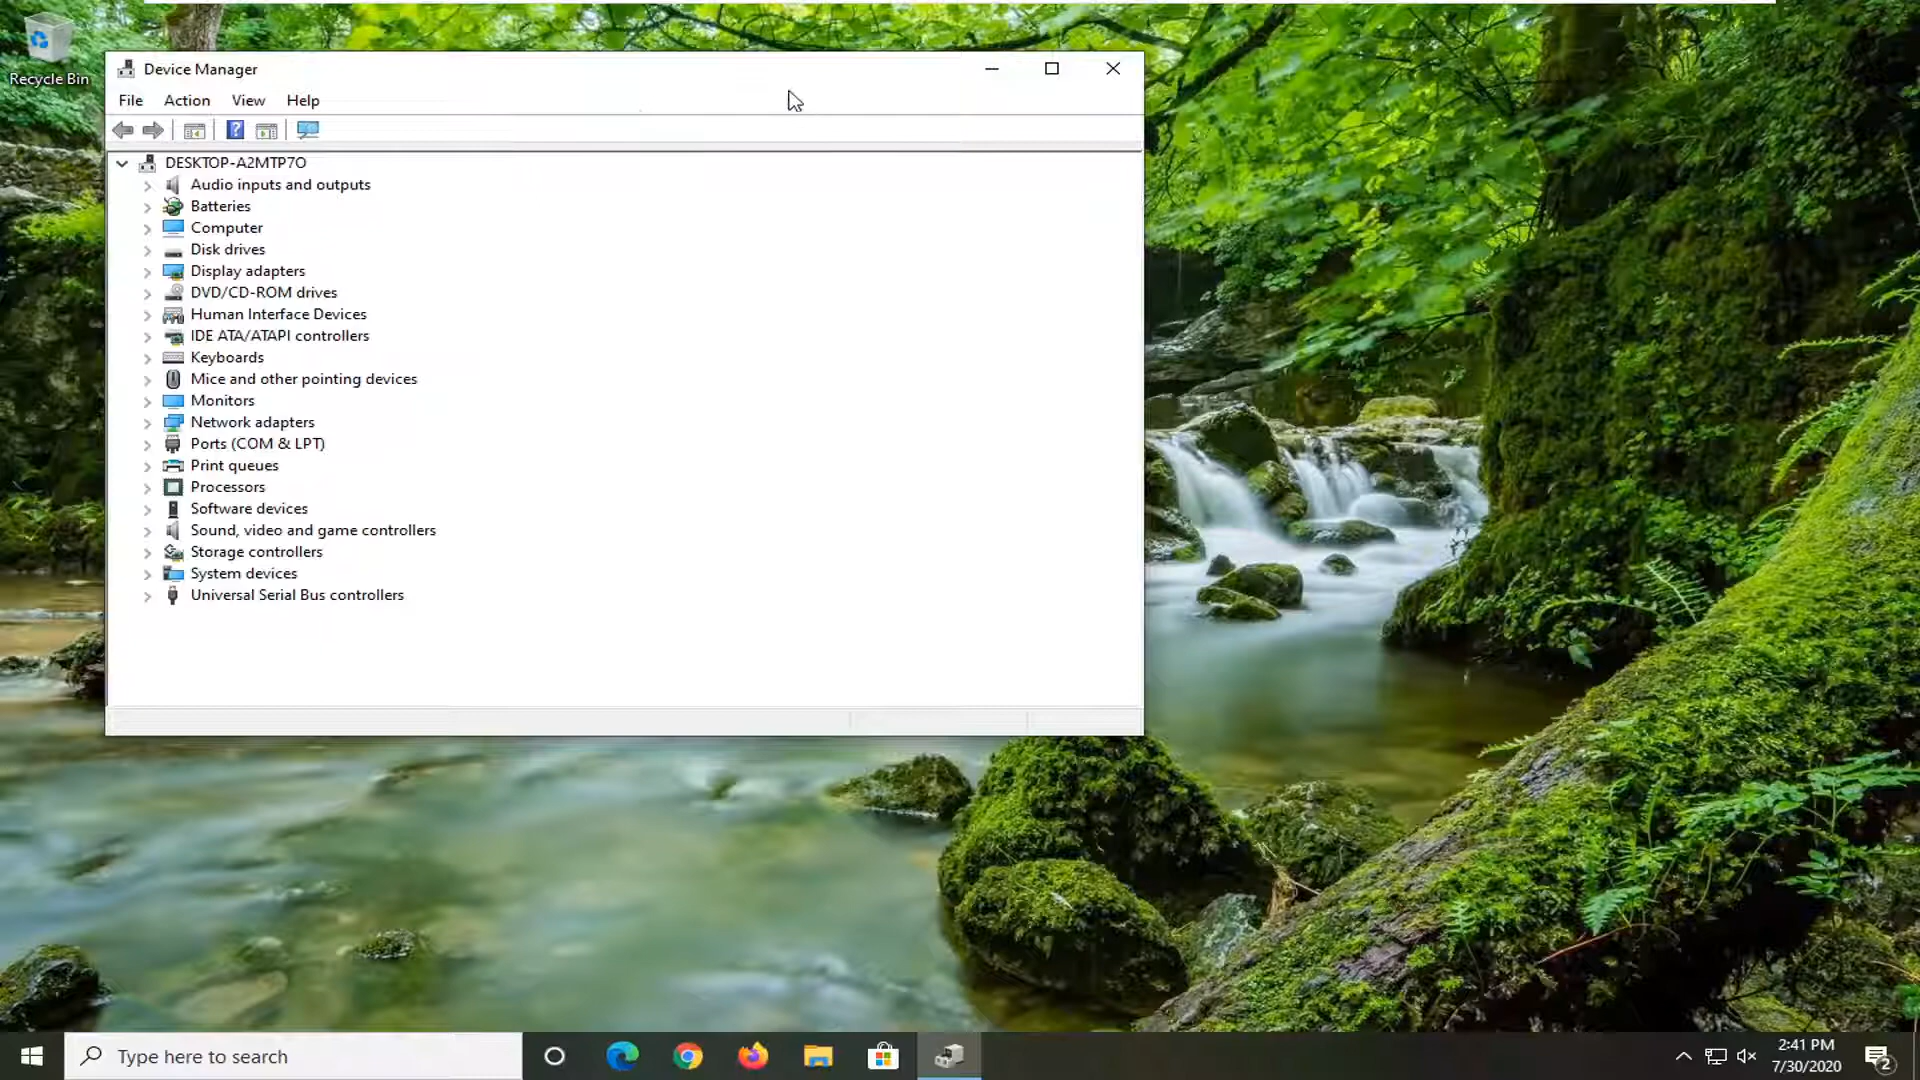 Recycle Bin
Device Manager
File Action View Help
DESKTOP-A2MTP7O
Audio inputs and outputs
Batteries
Computer
Disk drives
Display adapters
DVD/CD-ROM drives
Human Interface Devices
IDE ATA/ATAPI controllers
Keyboards
Mice and other pointing devices
Monitors
Network adapters
Ports (COM & LPT)
Print queues
Processors
Software devices
Sound, video and game controllers
Storage controllers
System devices
Universal Serial Bus controllers
Type here to search
2:41 PM
7/30/2020
2